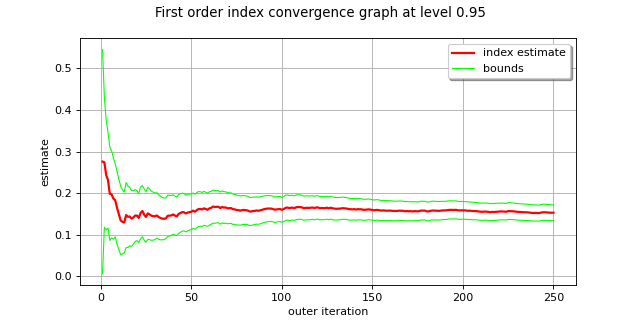 First order index convergence graph at level 0.95
index estimate
bounds
estimate
0.5
0.4
0.3
0.2
0.1
0.0
0
50
100
150
200
250
outer iteration